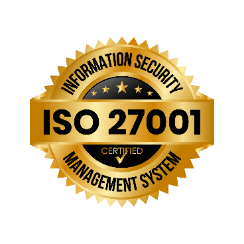 INFORMATION SECURITY
ISO 27001
CERTIFIED
MANAGEMENT SYSTEM